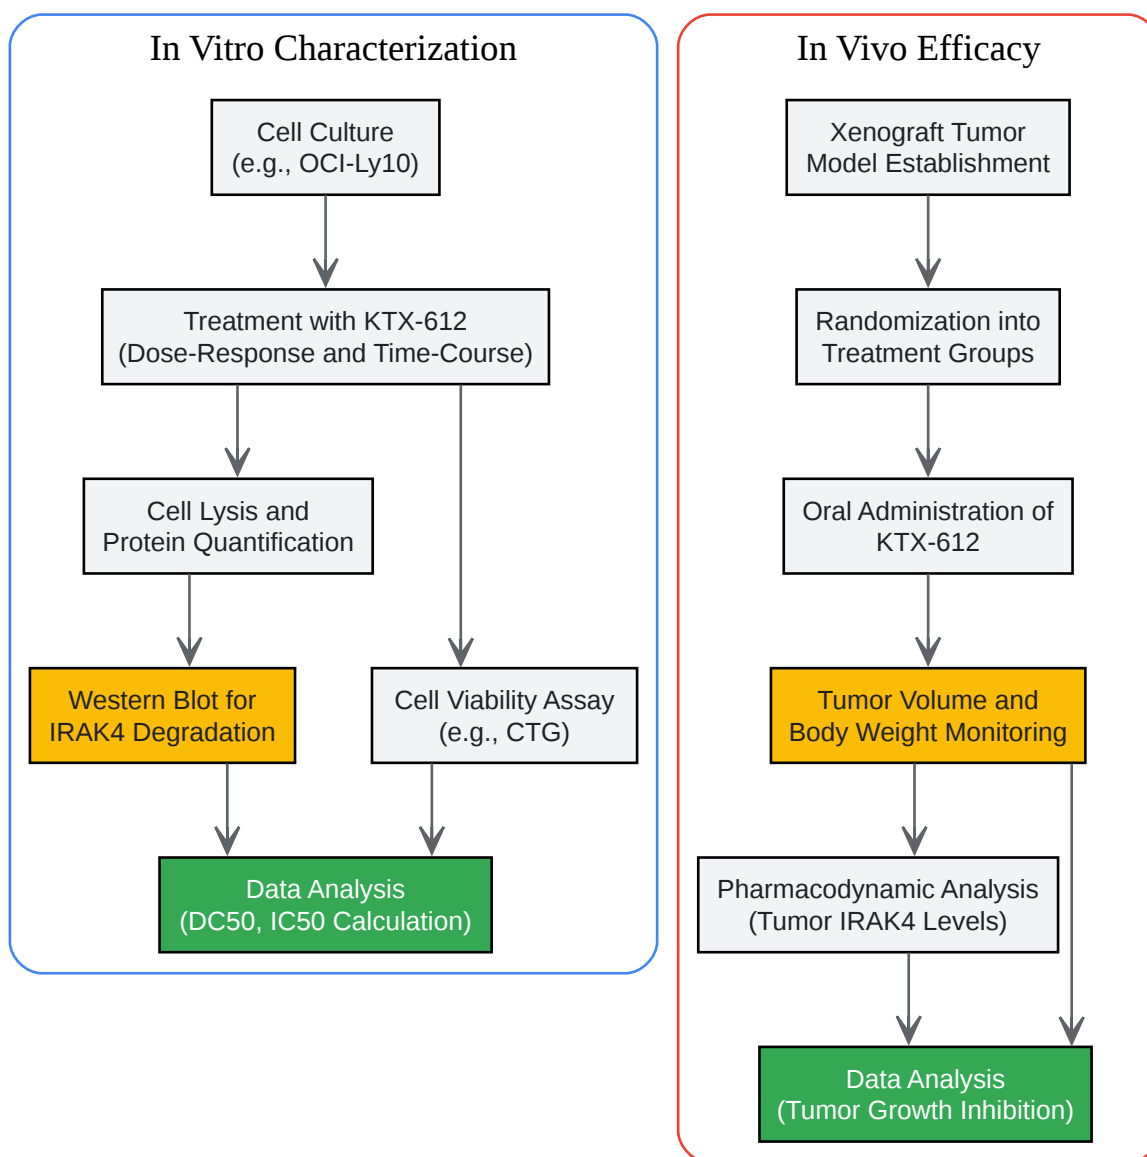 In Vitro Characterization
Cell Culture
(e.g., OCI-Ly10)
Treatment with KTX-612
(Dose-Response and Time-Course)
Cell Lysis and
Protein Quantification
Western Blot for
IRAK4 Degradation
Cell Viability Assay
(e.g., CTG)
Data Analysis
(DC50, IC50 Calculation)
In Vivo Efficacy
Xenograft Tumor
Model Establishment
Randomization into
Treatment Groups
Oral Administration of
KTX-612
Tumor Volume and
Body Weight Monitoring
Pharmacodynamic Analysis
(Tumor IRAK4 Levels)
Data Analysis
(Tumor Growth Inhibition)